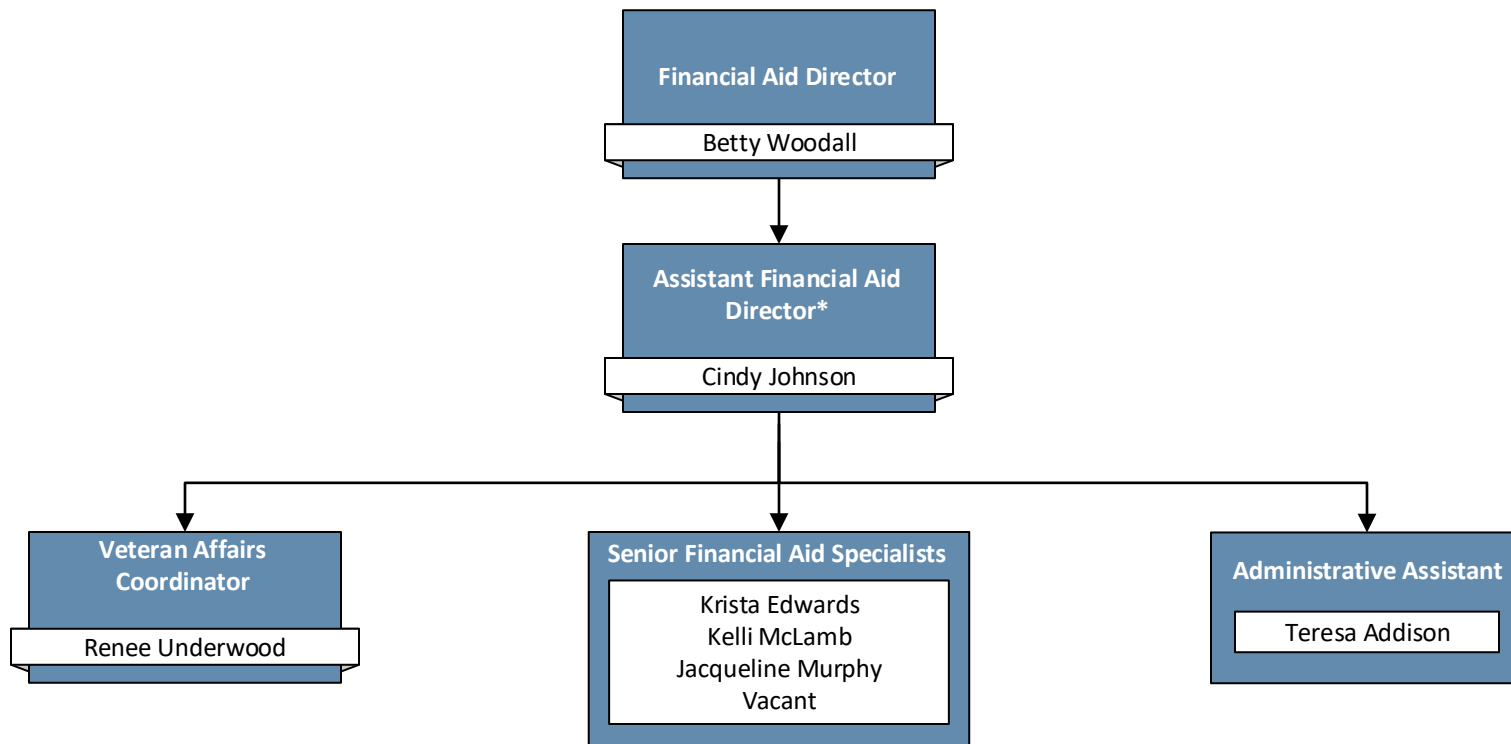 Financial Aid Director
Betty Woodall
Assistant Financial Aid
Director*
Cindy Johnson
Veteran Affairs
Coordinator
Renee Underwood
Senior Financial Aid Specialists
Krista Edwards
Kelli McLamb
Jacqueline Murphy
Vacant
Administrative Assistant
Teresa Addison